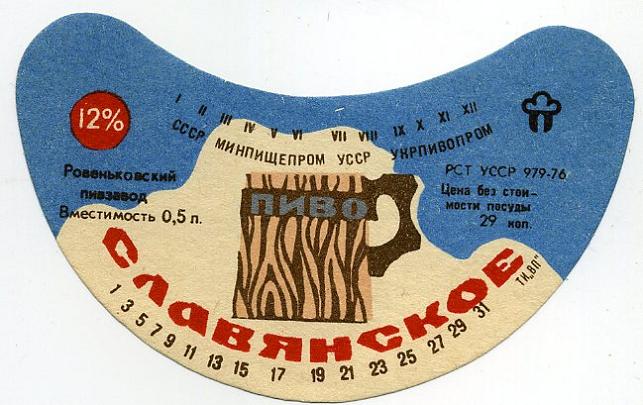 I II III IV V VI VII VIII IX X XI XII
СССР МИНПИЩЕПРОМ УССР УКРПИВОПРОМ
12%
Ровеньковский
пивзавод
Вместимость 0,5 л.
РСТ УССР 979-76
Цена без стои-
мости посуды
29 коп.
ПИВО
СЛАВЯНСКОЕ
ТИ„ВП"
1 3 5 7 9 11 13 15 17 19 21 23 25 27 29 31